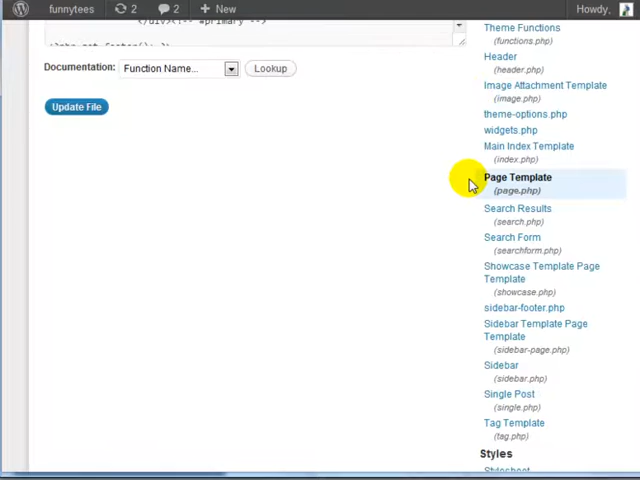 funnytees 2 2 + New Howdy,
</div><!-- #primary -->
Documentation: Function Name... Lookup
Update File
Theme Functions
(functions.php)
Header
(header.php)
Image Attachment Template
(image.php)
theme-options.php
widgets.php
Main Index Template
(index.php)
Page Template
(page.php)
Search Results
(search.php)
Search Form
(searchform.php)
Showcase Template Page
Template
(showcase.php)
sidebar-footer.php
Sidebar Template Page
Template
(sidebar-page.php)
Sidebar
(sidebar.php)
Single Post
(single.php)
Tag Template
(tag.php)
Styles
Stylesheet